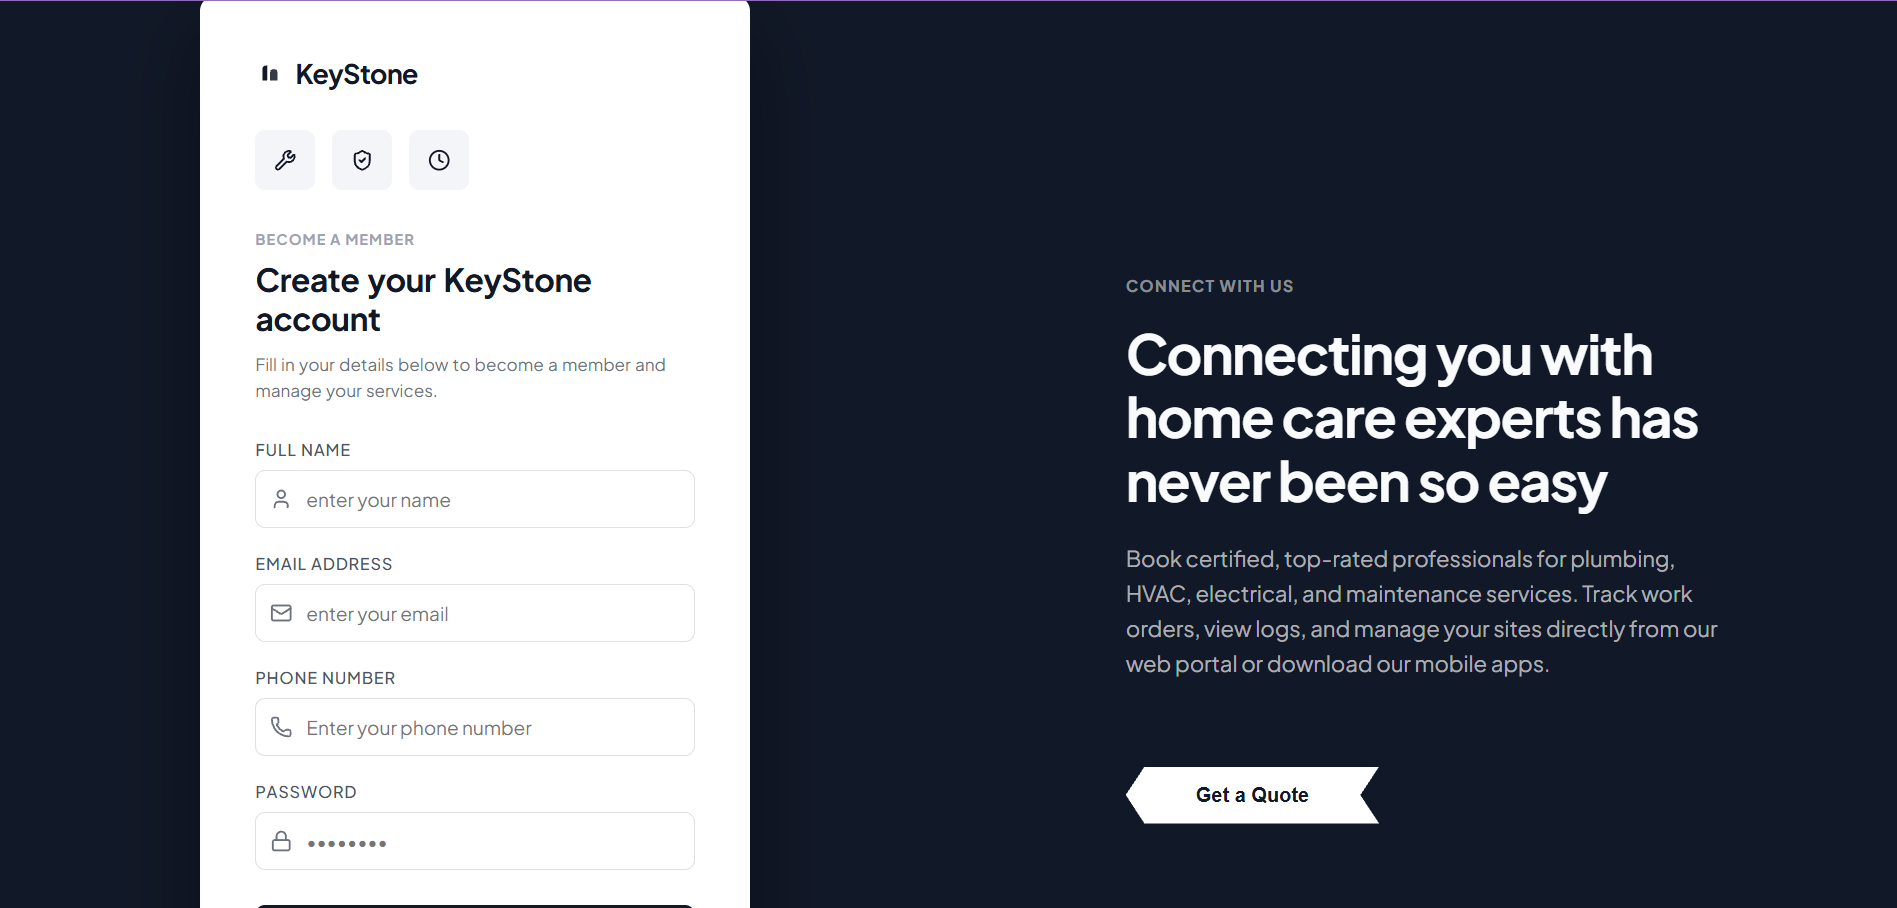 KeyStone
BECOME A MEMBER
Create your KeyStone
account
Fill in your details below to become a member and
manage your services.
FULL NAME
enter your name
EMAIL ADDRESS
enter your email
PHONE NUMBER
Enter your phone number
PASSWORD
••••••••
CONNECT WITH US
Connecting you with
home care experts has
never been so easy
Book certified, top-rated professionals for plumbing,
HVAC, electrical, and maintenance services. Track work
orders, view logs, and manage your sites directly from our
web portal or download our mobile apps.
Get a Quote